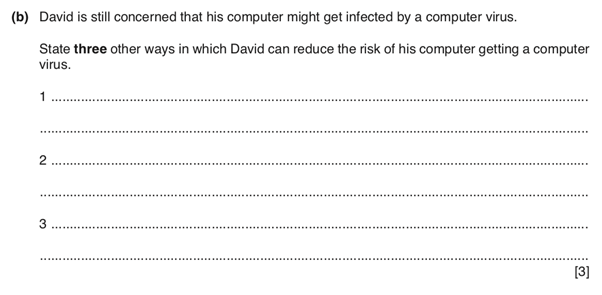 (b) David is still concerned that his computer might get infected by a computer virus.
State three other ways in which David can reduce the risk of his computer getting a computer
virus.
1 ..........................................................................................
..........................................................................................
2 ..........................................................................................
..........................................................................................
3 ..........................................................................................
..........................................................................................
[3]